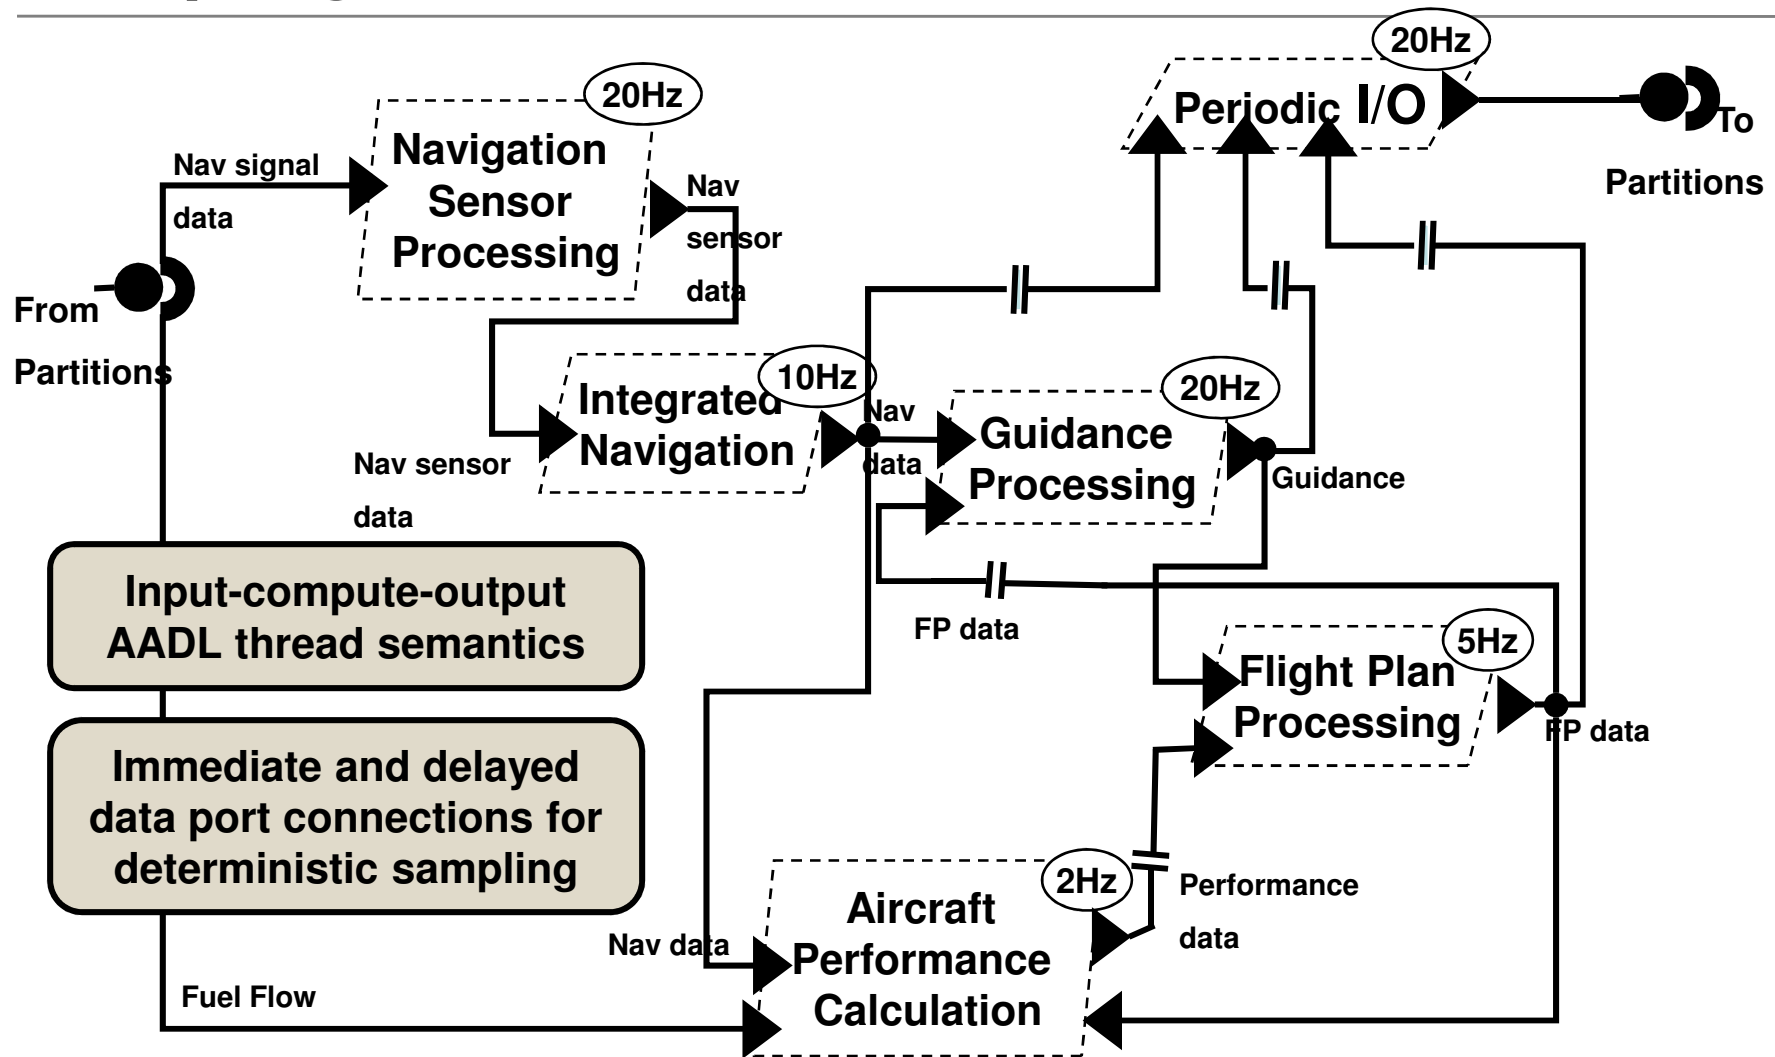 20Hz
Periodic I/O
To
Partitions
20Hz
Navigation
Sensor
Processing
Nav signal
data
Nav
sensor
data
From
Partitions
10Hz
Integrated
Navigation
Nav sensor
data
Nav
data
20Hz
Guidance
Processing
Guidance
FP data
Input-compute-output
AADL thread semantics
5Hz
Flight Plan
Processing
FP data
Immediate and delayed
data port connections for
deterministic sampling
2Hz
Aircraft
Performance
Calculation
Performance
data
Nav data
Fuel Flow